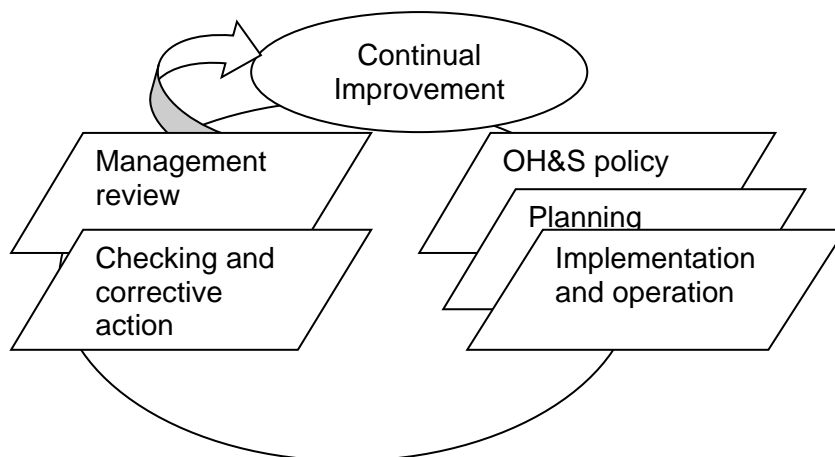 Continual
Improvement
Management
review
OH&S policy
Planning
Checking and
corrective
action
Implementation
and operation